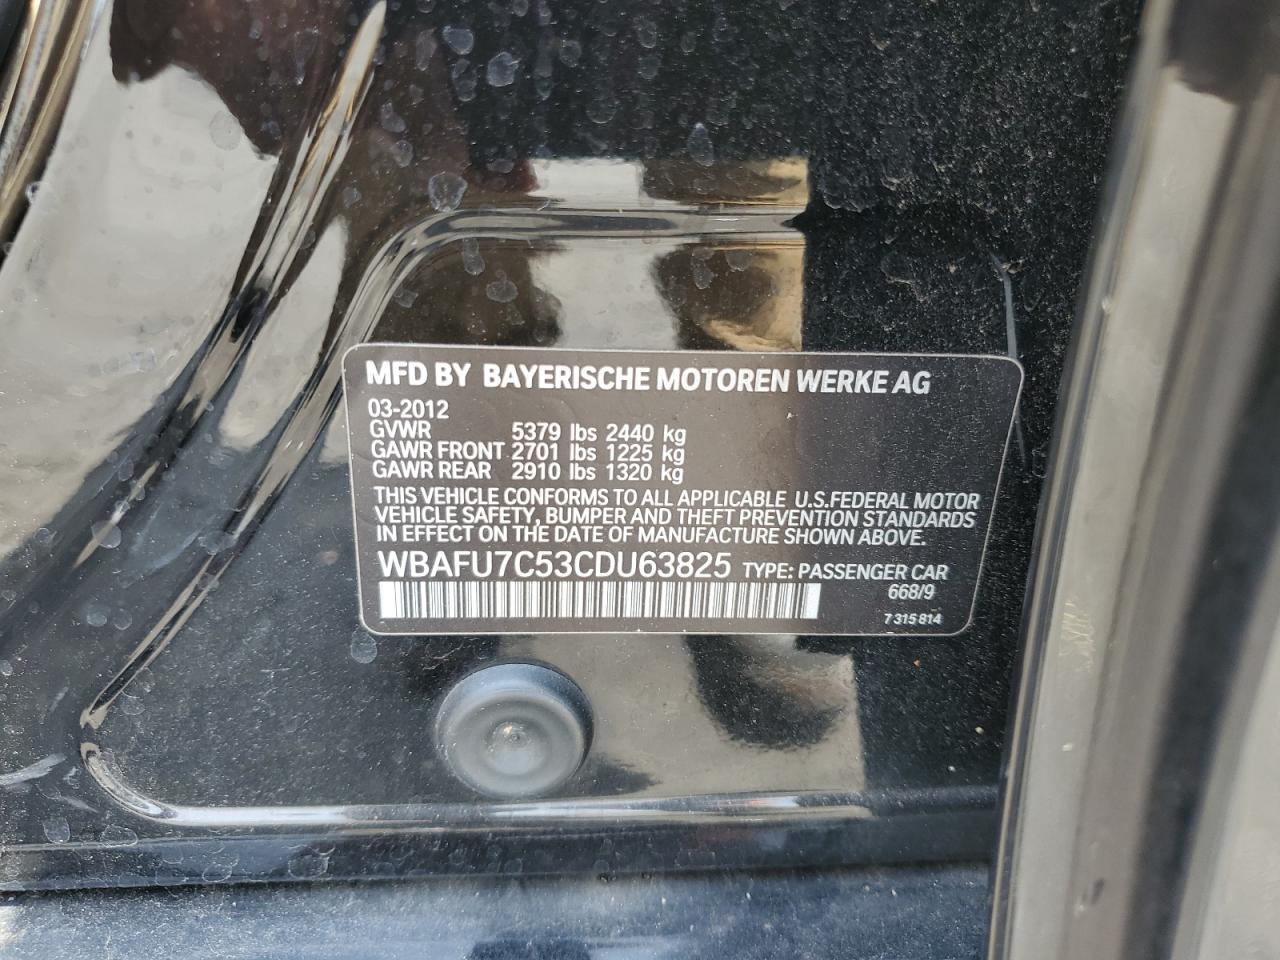 MFD BY BAYERISCHE MOTOREN WERKE AG
03-2012
GVWR 5379 lbs 2440 kg
GAWR FRONT 2701 lbs 1225 kg
GAWR REAR 2910 lbs 1320 kg
THIS VEHICLE CONFORMS TO ALL APPLICABLE U.S.FEDERAL MOTOR
VEHICLE SAFETY, BUMPER AND THEFT PREVENTION STANDARDS
IN EFFECT ON THE DATE OF MANUFACTURE SHOWN ABOVE.
WBAFU7C53CDU63825 TYPE: PASSENGER CAR
668/9
7 315 814